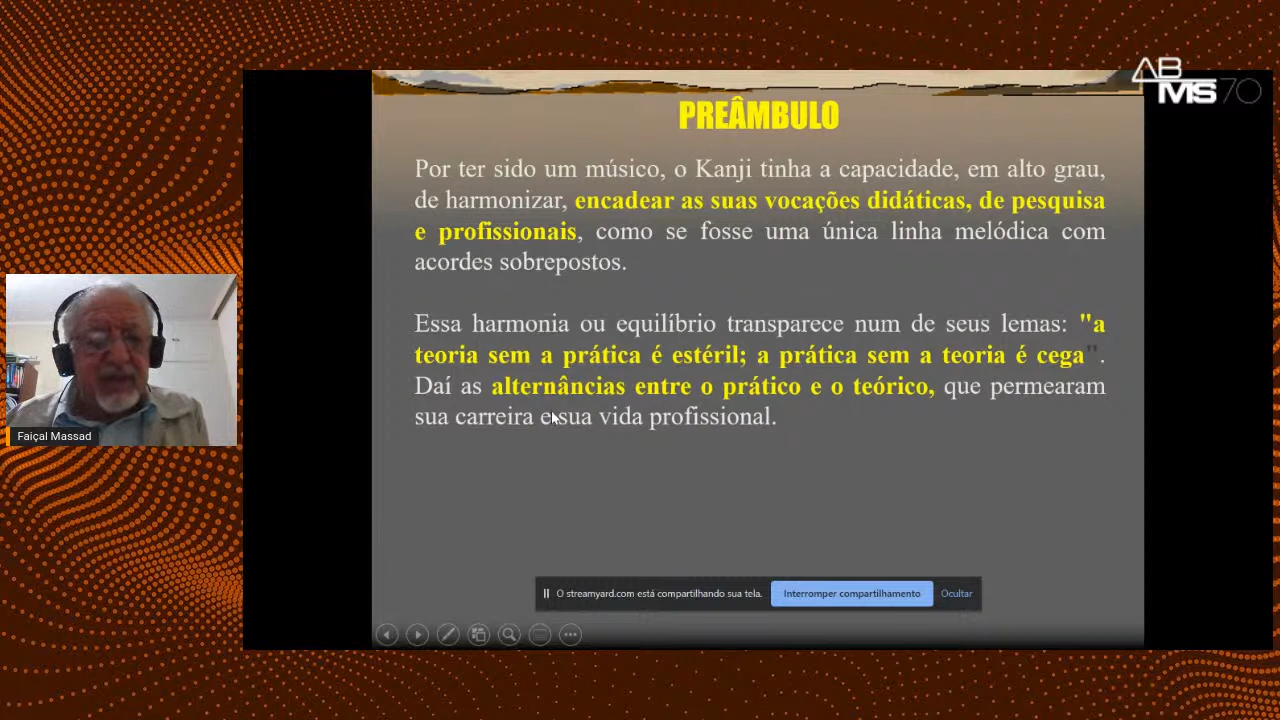 AB
MS 70
PREÂMBULO
Por ter sido um músico, o Kanji tinha a capacidade, em alto grau,
de harmonizar, encadear as suas vocações didáticas, de pesquisa
e profissionais, como se fosse uma única linha melódica com
acordes sobrepostos.
Essa harmonia ou equilíbrio transparece num de seus lemas: "a
teoria sem a prática é estéril; a prática sem a teoria é cega".
Daí as alternâncias entre o prático e o teórico, que permearam
sua carreira e sua vida profissional.
Faiçal Massad
O streamyard.com está compartilhando sua tela. Interromper compartilhamento Ocultar